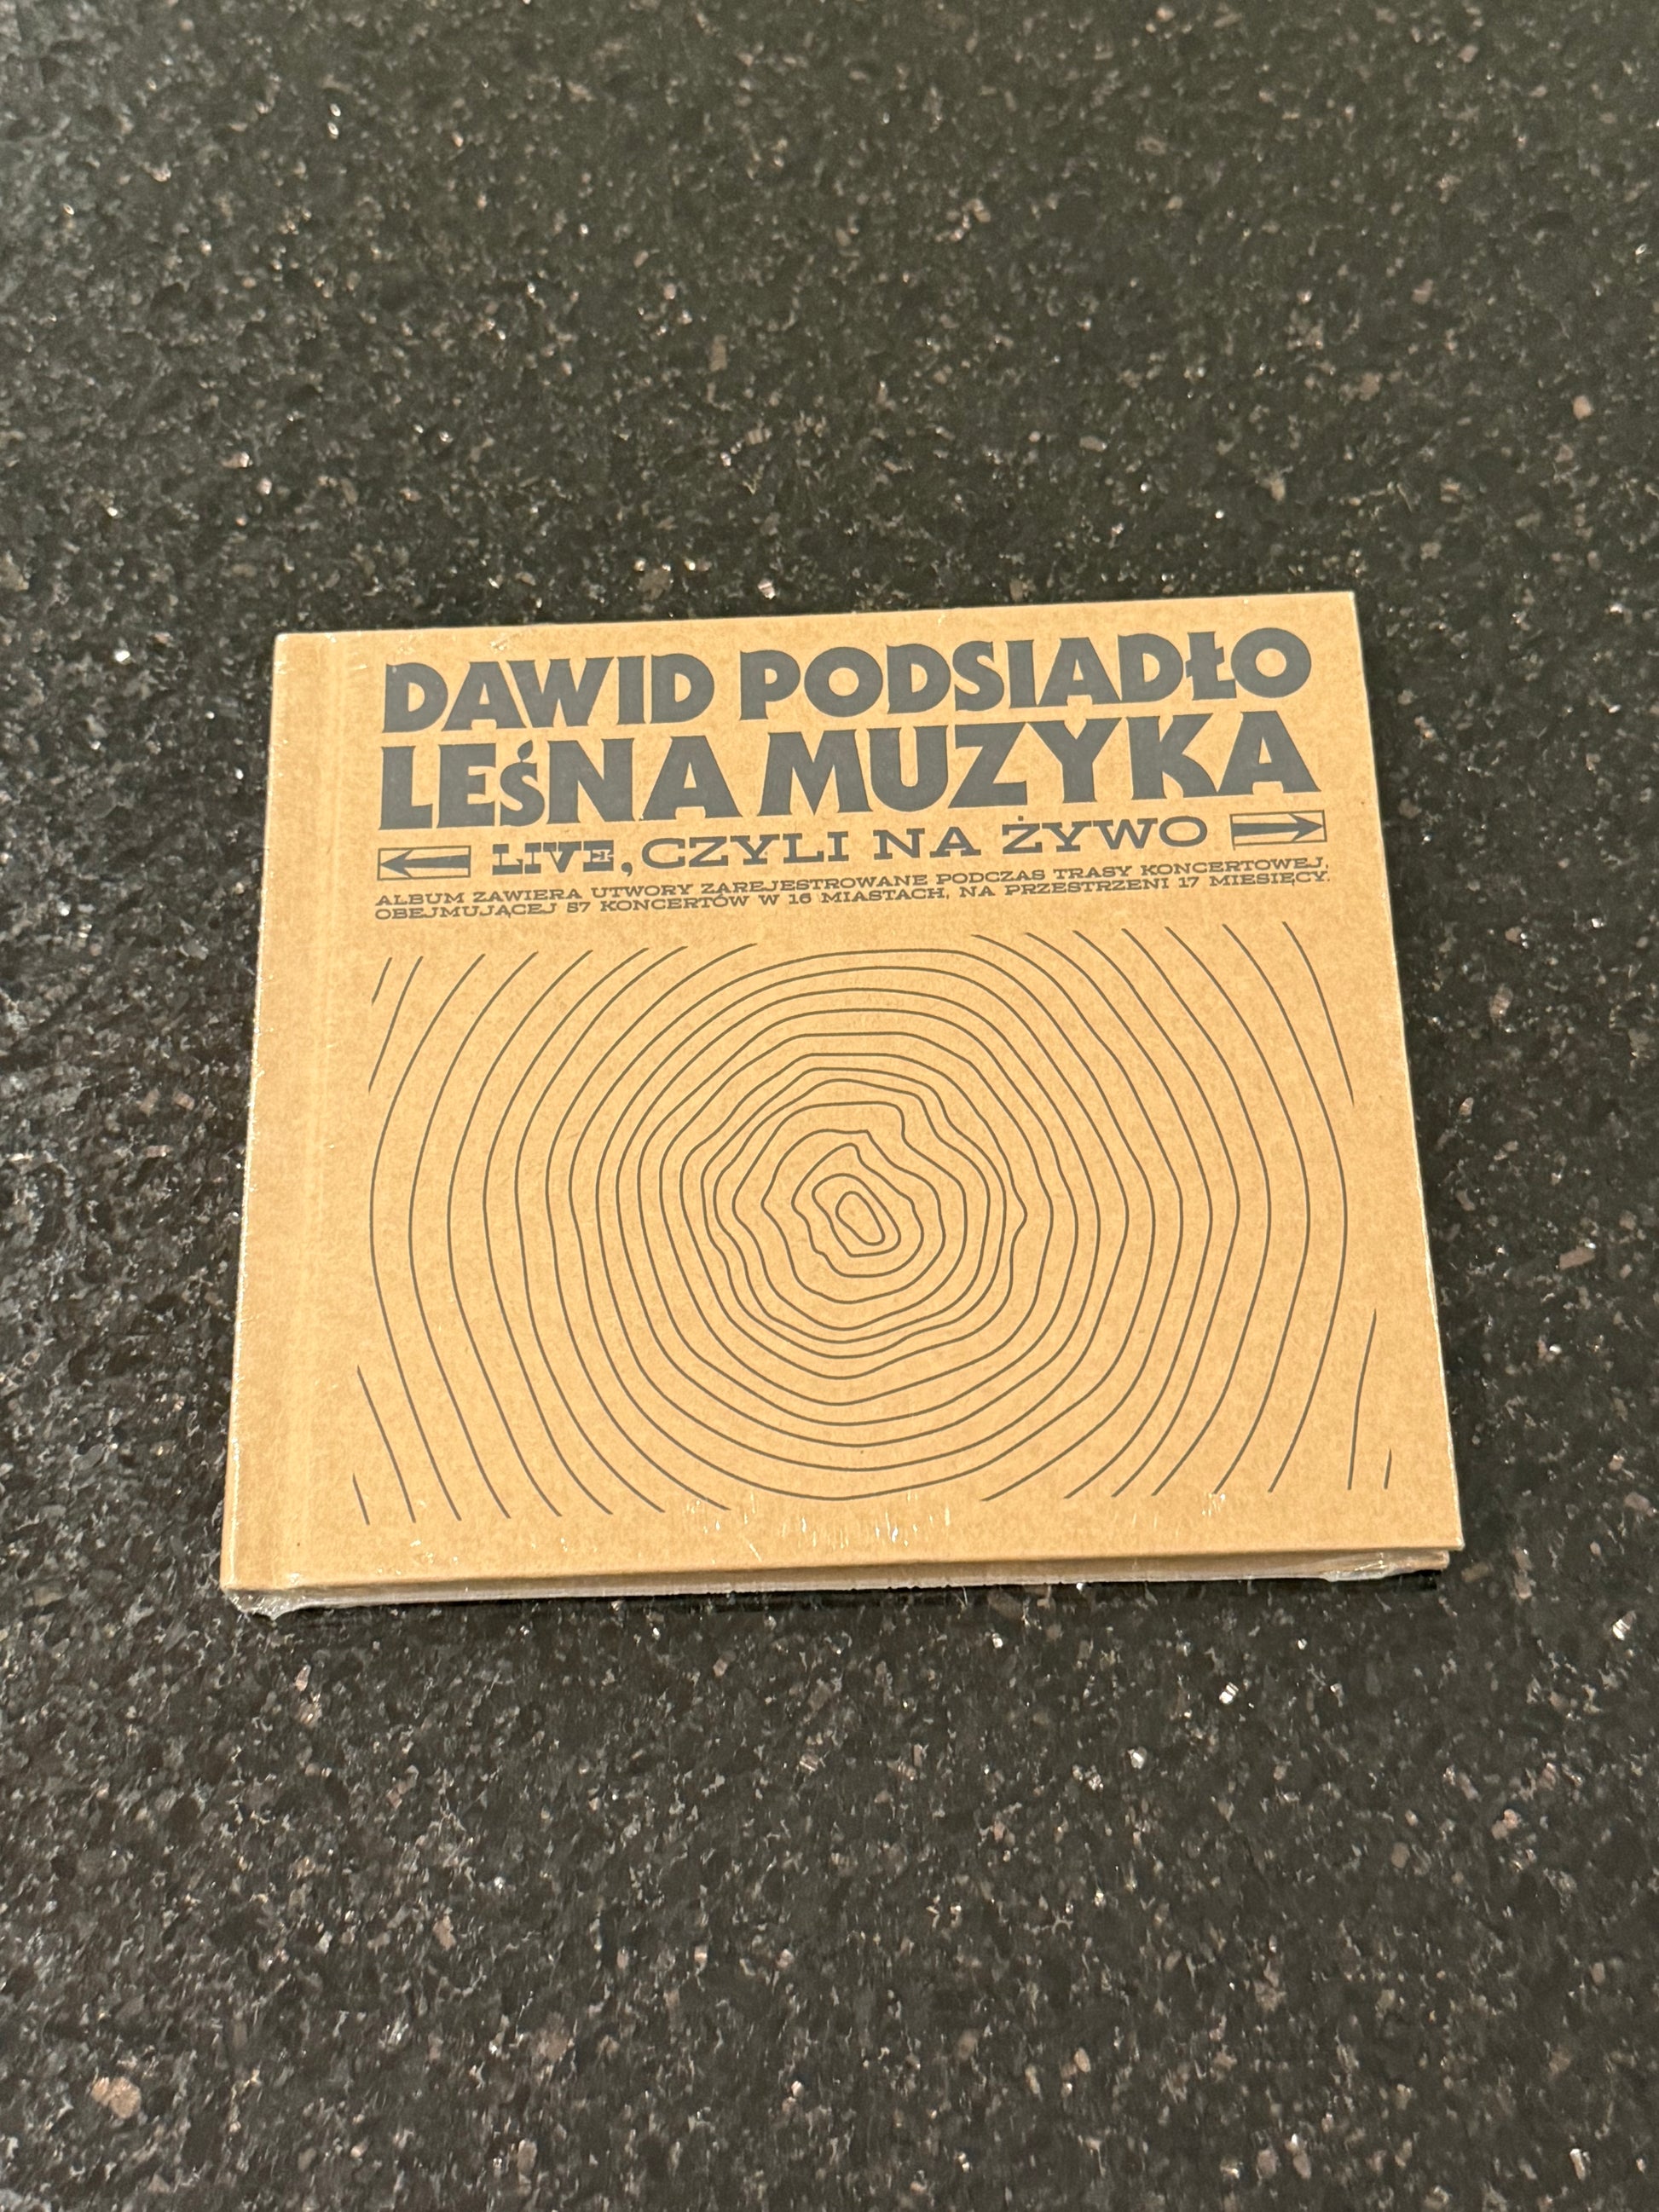 DAWID PODSIADŁO
LEŚNA MUZYKA
LIVE, CZYLI NA ŻYWO
ALBUM ZAWIERA UTWORY ZAREJESTROWANE PODCZAS TRASY KONCERTOWEJ,
OBEJMUJĄCEJ 57 KONCERTÓW W 16 MIASTACH, NA PRZESTRZENI 17 MIESIĘCY.